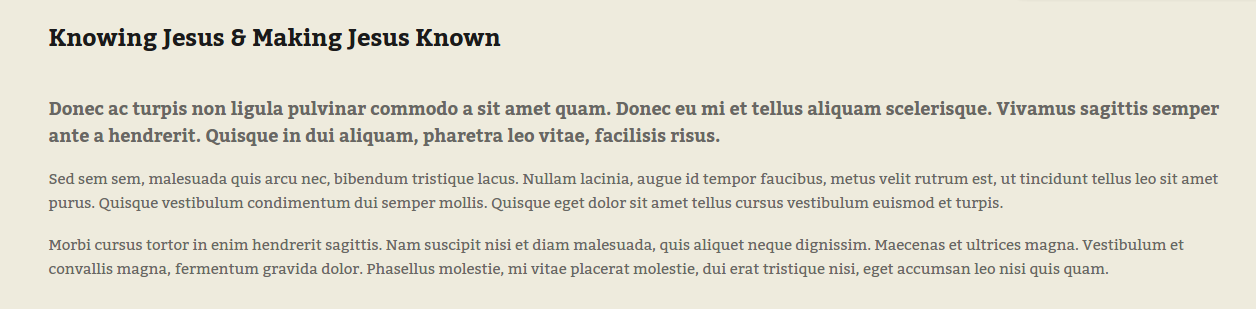 Knowing Jesus & Making Jesus Known
Donec ac turpis non ligula pulvinar commodo a sit amet quam. Donec eu mi et tellus aliquam scelerisque. Vivamus sagittis semper
ante a hendrerit. Quisque in dui aliquam, pharetra leo vitae, facilisis risus.
Sed sem sem, malesuada quis arcu nec, bibendum tristique lacus. Nullam lacinia, augue id tempor faucibus, metus velit rutrum est, ut tincidunt tellus leo sit amet
purus. Quisque vestibulum condimentum dui semper mollis. Quisque eget dolor sit amet tellus cursus vestibulum euismod et turpis.
Morbi cursus tortor in enim hendrerit sagittis. Nam suscipit nisi et diam malesuada, quis aliquet neque dignissim. Maecenas et ultrices magna. Vestibulum et
convallis magna, fermentum gravida dolor. Phasellus molestie, mi vitae placerat molestie, dui erat tristique nisi, eget accumsan leo nisi quis quam.